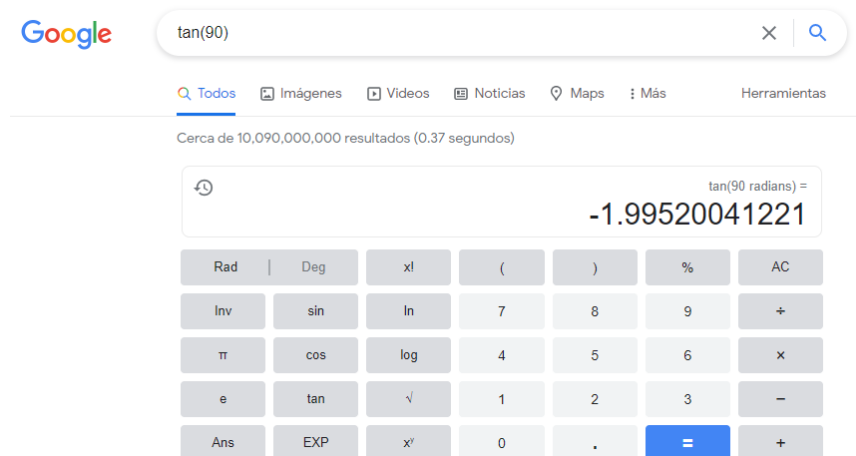 Google
tan(90)
Todos Imágenes Videos Noticias Maps Más Herramientas
Cerca de 10,090,000,000 resultados (0.37 segundos)
tan(90 radians) =
-1.99520041221
Rad | Deg x! ( ) % AC
Inv sin ln 7 8 9 ÷
π cos log 4 5 6 ×
e tan √ 1 2 3 −
Ans EXP xʸ 0 . = +